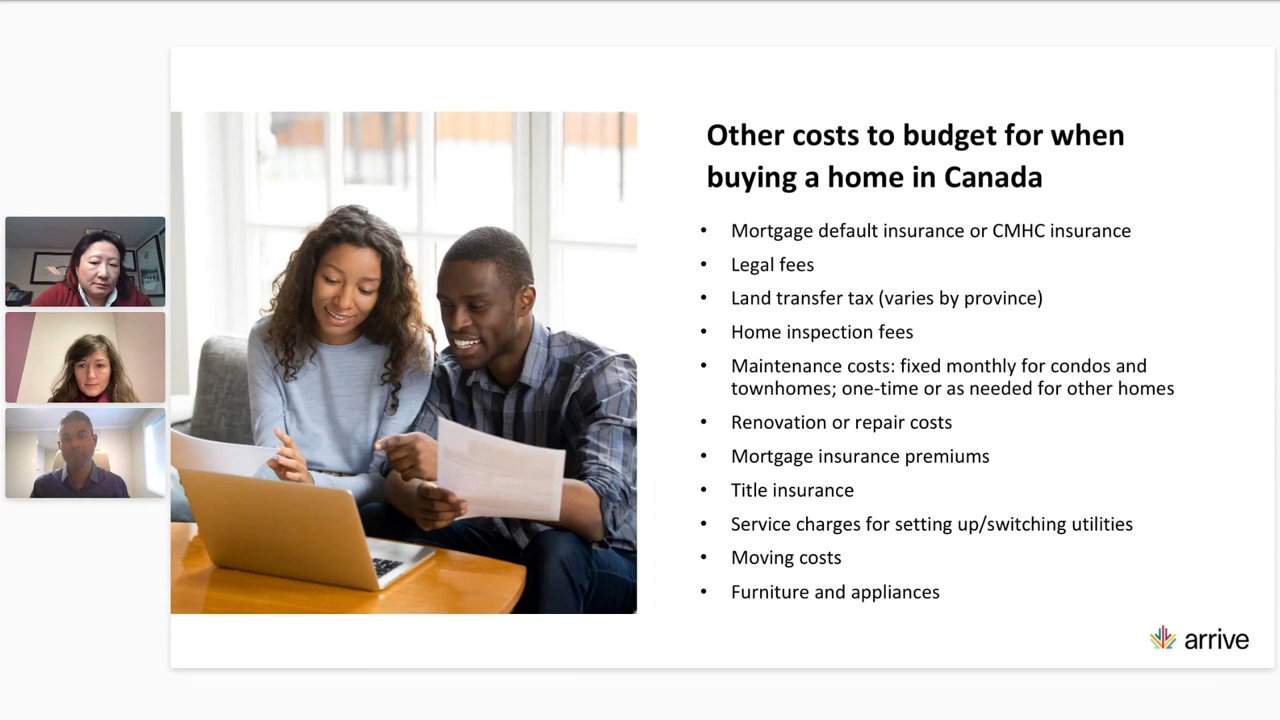 Other costs to budget for when
buying a home in Canada
• Mortgage default insurance or CMHC insurance
• Legal fees
• Land transfer tax (varies by province)
• Home inspection fees
• Maintenance costs: fixed monthly for condos and
townhomes; one-time or as needed for other homes
• Renovation or repair costs
• Mortgage insurance premiums
• Title insurance
• Service charges for setting up/switching utilities
• Moving costs
• Furniture and appliances
arrive